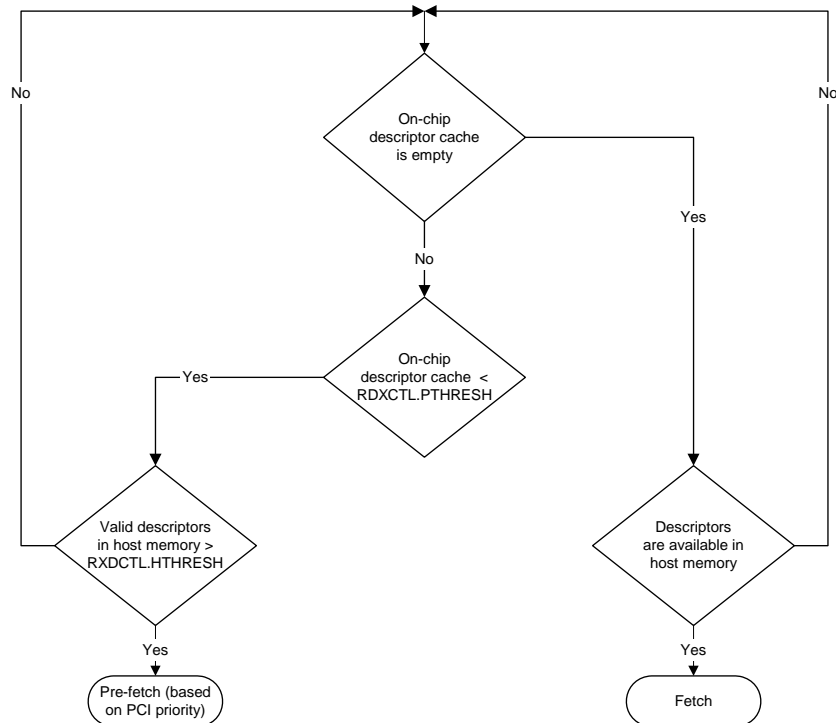 No
No
On-chip
descriptor cache
is empty
Yes
No
On-chip
descriptor cache <
RDXCTL.PTHRESH
Yes
Valid descriptors
in host memory >
RXDCTL.HTHRESH
Descriptors
are available in
host memory
Yes
Yes
Pre-fetch (based
on PCI priority)
Fetch